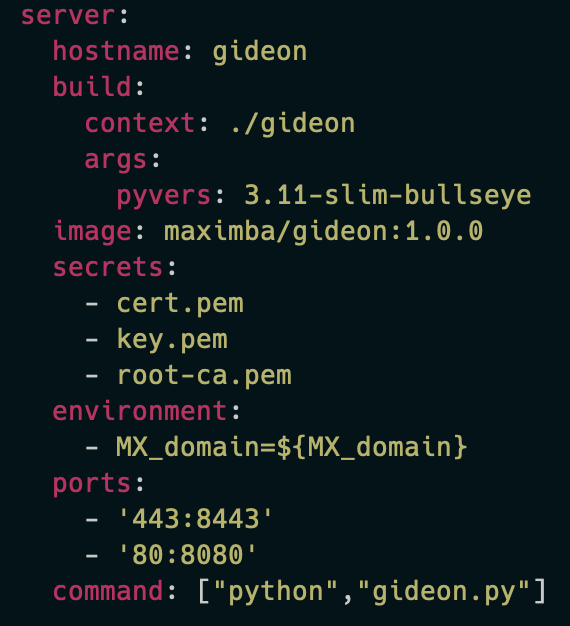 server:
  hostname: gideon
  build:
    context: ./gideon
    args:
      pyvers: 3.11-slim-bullseye
  image: maximba/gideon:1.0.0
  secrets:
    - cert.pem
    - key.pem
    - root-ca.pem
  environment:
    - MX_domain=${MX_domain}
  ports:
    - '443:8443'
    - '80:8080'
  command: ["python","gideon.py"]